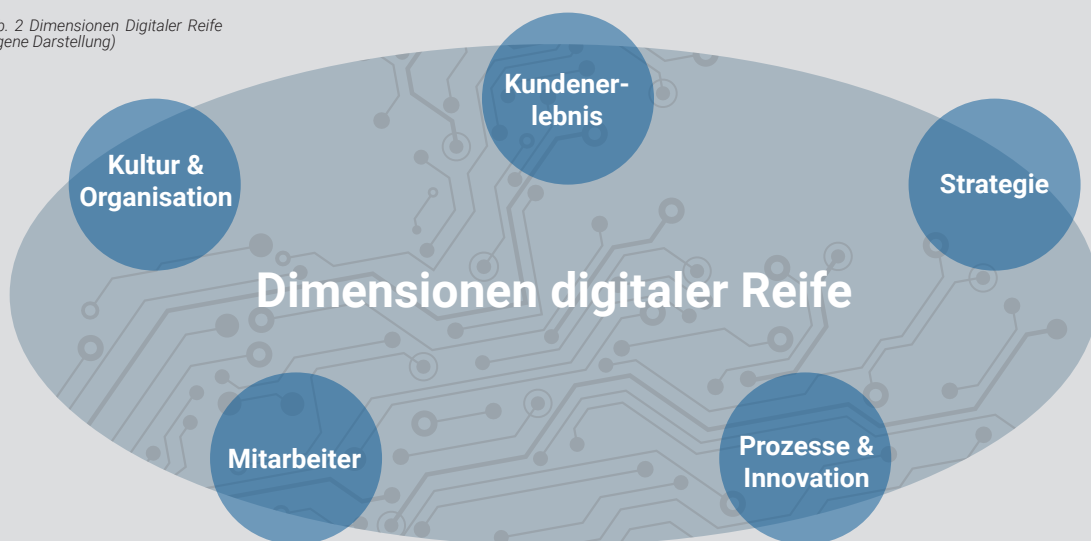 b. 2 Dimensionen Digitaler Reife
gene Darstellung)
Kundener-
lebnis
Kultur &
Organisation
Strategie
Dimensionen digitaler Reife
Mitarbeiter
Prozesse &
Innovation